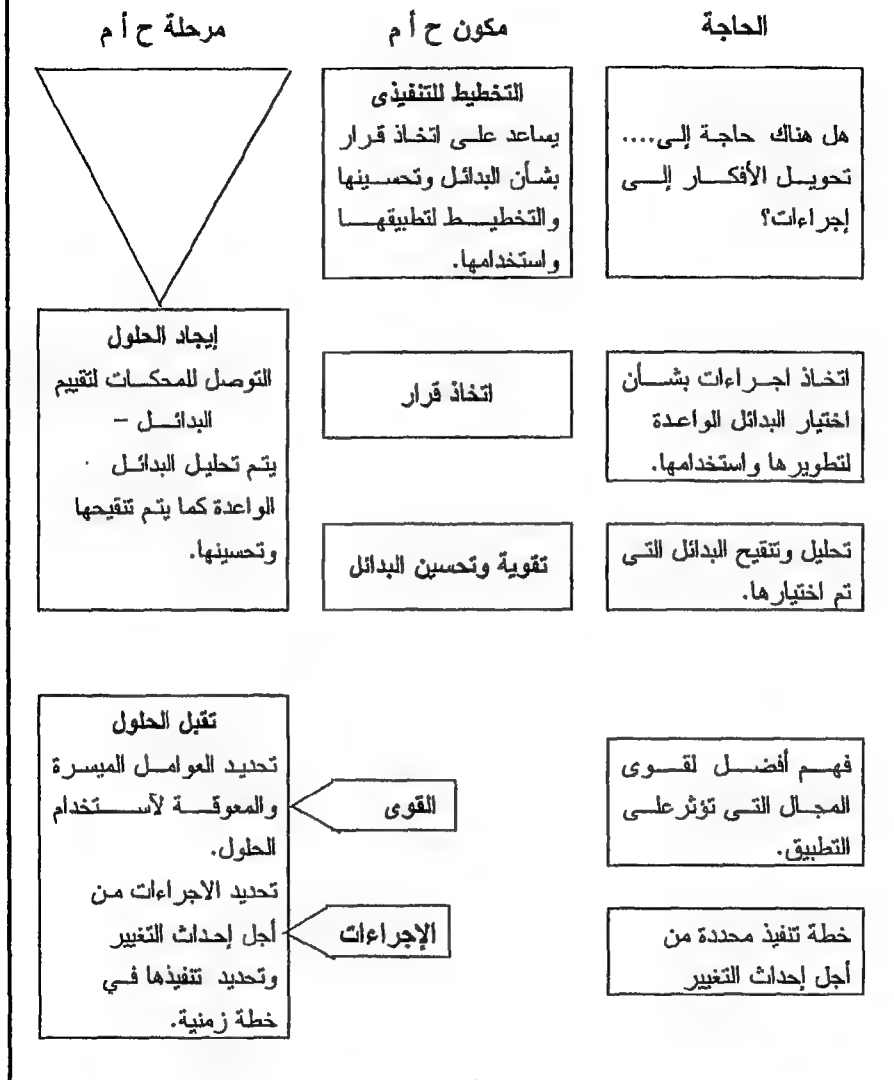 الحاجة
مكون ح أ م
مرحلة ح أ م
هل هناك حاجة إلى....
تحويل الأفكار إلى
إجراءات؟
التخطيط للتنفيذى
يساعد على اتخاذ قرار
بشأن البدائل وتحسينها
والتخطيط لتطبيقها
واستخدامها.
اتخاذ اجراءات بشأن
اختيار البدائل الواعدة
لتطويرها واستخدامها.
اتخاذ قرار
إيجاد الحلول
التوصل للمحكات لتقييم
البدائل –
يتم تحليل البدائل
الواعدة كما يتم تنقيحها
وتحسينها.
تحليل وتنقيح البدائل التى
تم اختيارها.
تقوية وتحسين البدائل
فهم أفضل لقوى
المجال التى تؤثر على
التطبيق.
القوى
تقبل الحلول
تحديد العوامل الميسرة
والمعوقة لآستخدام
الحلول.
تحديد الاجراءات من
أجل إحداث التغيير
وتحديد تنفيذها في
خطة زمنية.
خطة تنفيذ محددة من
أجل إحداث التغيير
الإجراءات